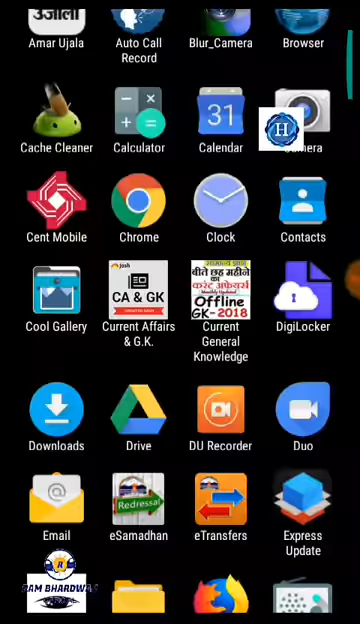 उजाला
Amar Ujala
Auto Call
Record
Blur_Camera
Browser
31
H
Cache Cleaner
Calculator
Calendar
Camera
Cent Mobile
Chrome
Clock
Contacts
Josh
CA & GK
सामान्य ज्ञान
बीते छह महीने
का
करंट अफेयर्स
Monthly Updated
Offline
GK-2018
Cool Gallery
Current Affairs
& G.K.
Current
General
Knowledge
DigiLocker
Downloads
Drive
DU Recorder
Duo
Redressal
Email
eSamadhan
eTransfers
Express
Update
R
RAM BHARDWAJ